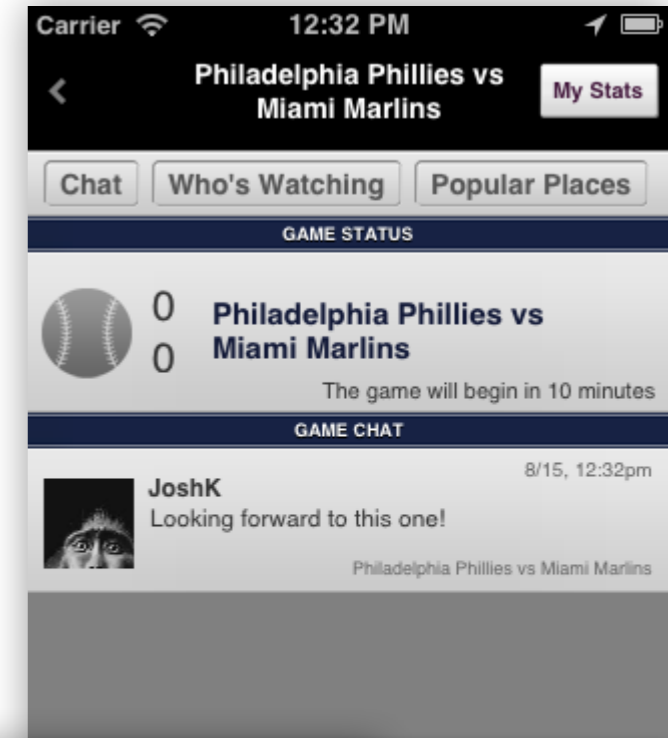 Carrier 12:32 PM
Philadelphia Phillies vs
Miami Marlins
My Stats
Chat Who's Watching Popular Places
GAME STATUS
0
0
Philadelphia Phillies vs
Miami Marlins
The game will begin in 10 minutes
GAME CHAT
8/15, 12:32pm
JoshK
Looking forward to this one!
Philadelphia Phillies vs Miami Marlins